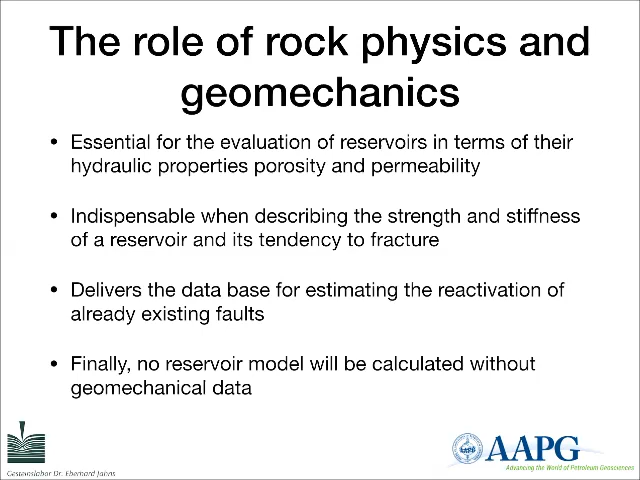 The role of rock physics and
geomechanics
• Essential for the evaluation of reservoirs in terms of their
hydraulic properties porosity and permeability
• Indispensable when describing the strength and stiffness
of a reservoir and its tendency to fracture
• Delivers the data base for estimating the reactivation of
already existing faults
• Finally, no reservoir model will be calculated without
geomechanical data
Gesteinslabor Dr. Eberhard Jahns
AAPG
Advancing the World of Petroleum Geosciences